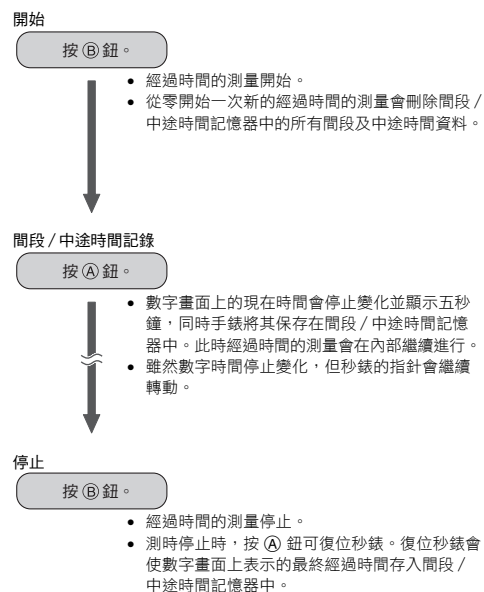 開始
按Ⓑ鈕。
• 經過時間的測量開始。
• 從零開始一次新的經過時間的測量會刪除間段 /
中途時間記憶器中的所有間段及中途時間資料。
間段 / 中途時間記錄
按Ⓐ鈕。
• 數字畫面上的現在時間會停止變化並顯示五秒
鐘，同時手錶將其保存在間段 / 中途時間記憶
器中。此時經過時間的測量會在內部繼續進行。
• 雖然數字時間停止變化，但秒錶的指針會繼續
轉動。
停止
按Ⓑ鈕。
• 經過時間的測量停止。
• 測時停止時，按 Ⓐ 鈕可復位秒錶。復位秒錶會
使數字畫面上表示的最終經過時間存入間段 /
中途時間記憶器中。